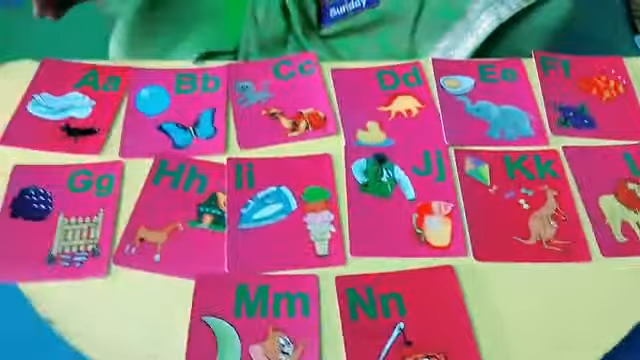 Sunday
Aa Bb Cc Dd Ee Ff
Gg Hh Ii Jj Kk
Mm Nn